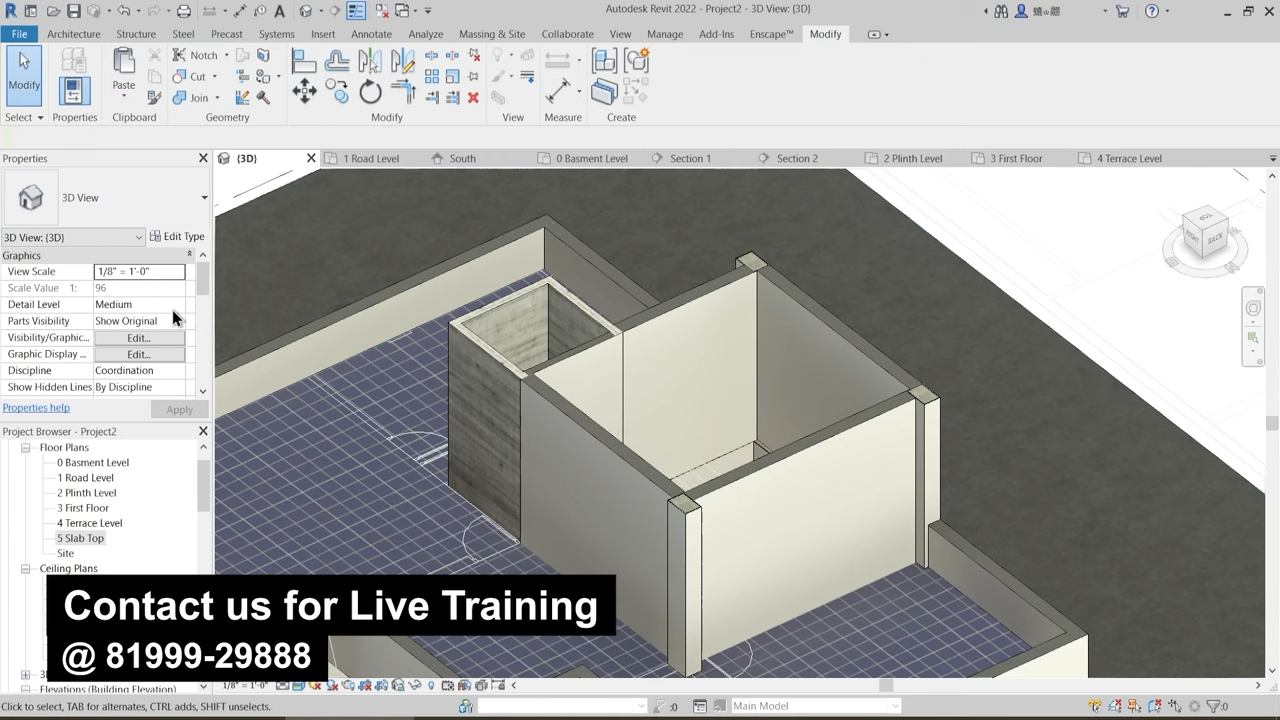 Autodesk Revit 2022 - Project2 - 3D View: {3D}
File Architecture Structure Steel Precast Systems Insert Annotate Analyze Massing & Site Collaborate View Manage Add-Ins Enscape™ Modify
Notch
Cut
Join
Modify Properties Paste
Select Properties Clipboard Geometry Modify View Measure Create
Properties
{3D} 1 Road Level South 0 Basment Level Section 1 Section 2 2 Plinth Level 3 First Floor 4 Terrace Level
3D View
3D View: {3D} Edit Type
Graphics
View Scale 1/8" = 1'-0"
Scale Value 1: 96
Detail Level Medium
Parts Visibility Show Original
Visibility/Graphic... Edit...
Graphic Display ... Edit...
Discipline Coordination
Show Hidden Lines By Discipline
Properties help Apply
Project Browser - Project2
Floor Plans
0 Basment Level
1 Road Level
2 Plinth Level
3 First Floor
4 Terrace Level
5 Slab Top
Site
Ceiling Plans
Contact us for Live Training
@ 81999-29888
Elevations (Building Elevation)
1/8" = 1'-0"
Click to select, TAB for alternates, CTRL adds, SHIFT unselects.
:0
Main Model
:0
RIGHT BACK